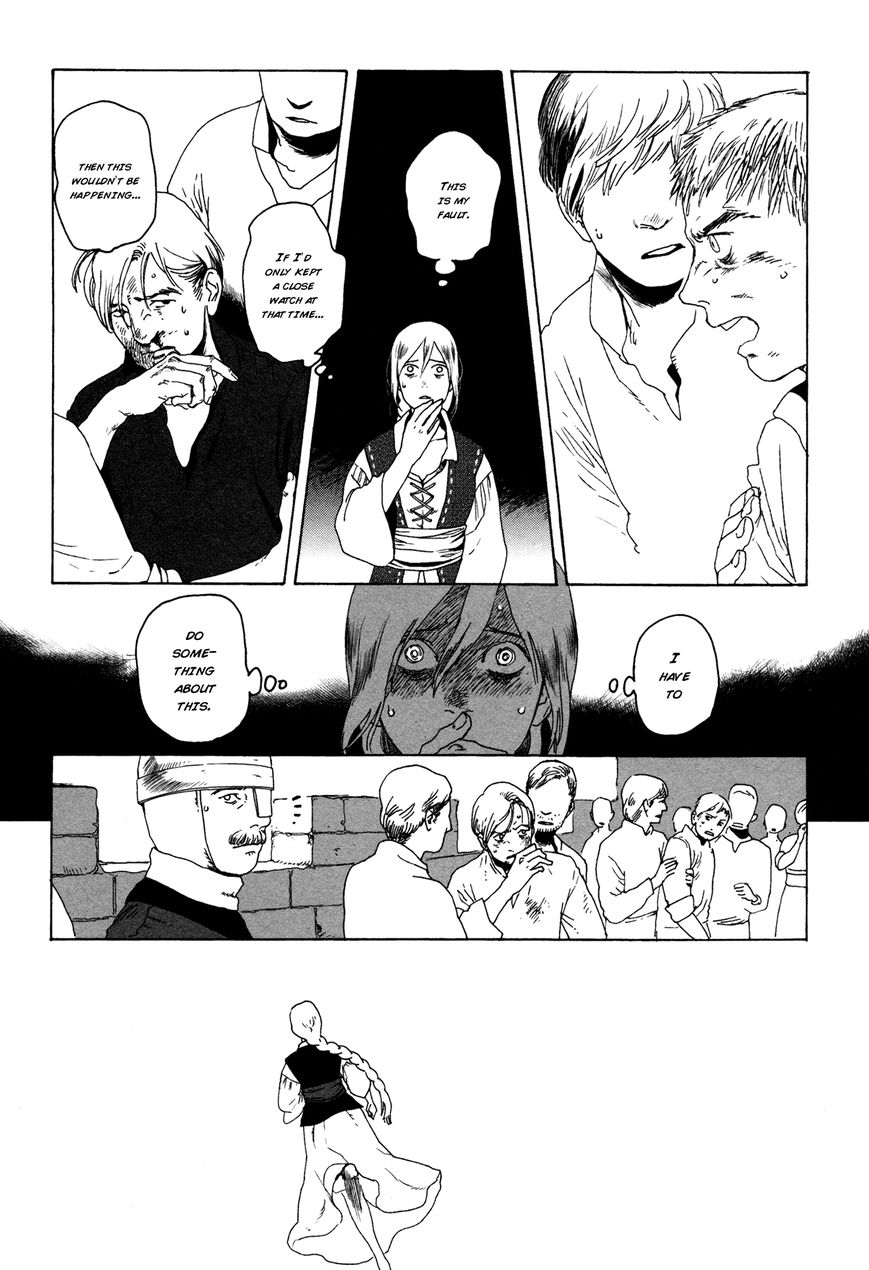 THIS
IS MY
FAULT.
IF I'D
ONLY KEPT
A CLOSE
WATCH AT
THAT TIME...
THEN THIS
WOULDN'T BE
HAPPENING...
I
HAVE
TO
DO
SOME-
THING
ABOUT
THIS.